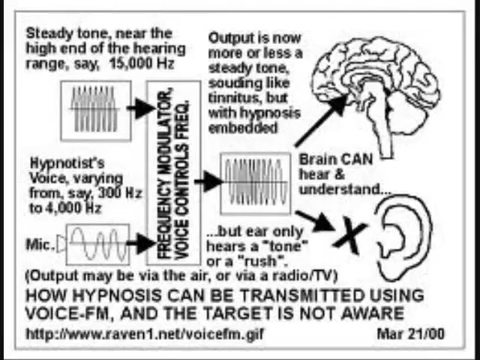 Steady tone, near the
high end of the hearing
range, say, 15,000 Hz
Output is now
more or less a
steady tone,
souding like
tinnitus, but
with hypnosis
embedded
FREQUENCY MODULATOR,
VOICE CONTROLS FREQ.
Hypnotist's
Voice, varying
from, say, 300 Hz
to 4,000 Hz
Mic.
Brain CAN
hear &
understand...
X
...but ear only
hears a "tone"
or a "rush".
(Output may be via the air, or via a radio/TV)
HOW HYPNOSIS CAN BE TRANSMITTED USING
VOICE-FM, AND THE TARGET IS NOT AWARE
http://www.raven1.net/voicefm.gif
Mar 21/00